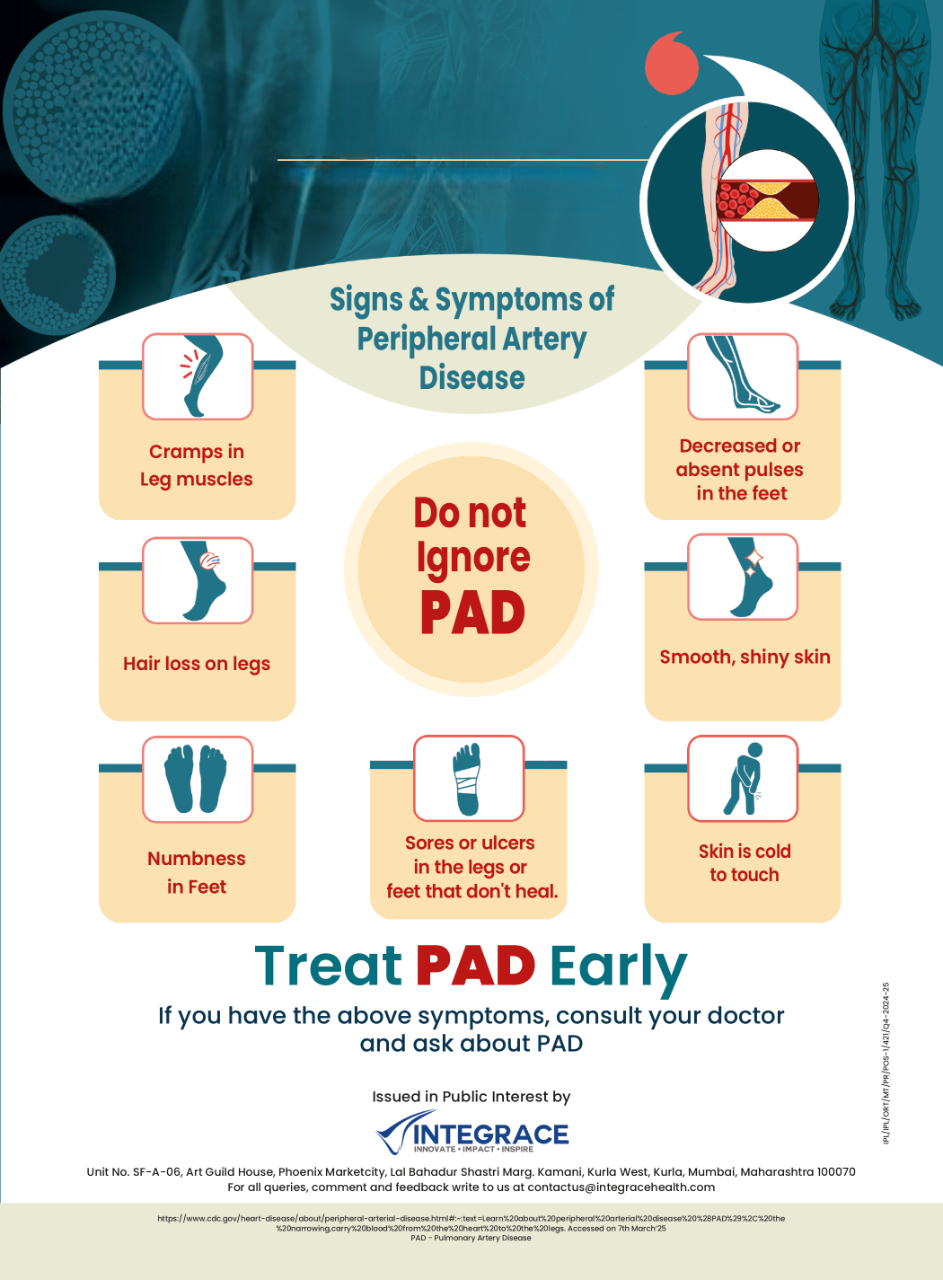 Signs & Symptoms of
Peripheral Artery
Disease
Cramps in
Leg muscles
Decreased or
absent pulses
in the feet
Do not
Ignore
PAD
Hair loss on legs
Smooth, shiny skin
Numbness
in Feet
Sores or ulcers
in the legs or
feet that don't heal.
Skin is cold
to touch
Treat PAD Early
If you have the above symptoms, consult your doctor
and ask about PAD
IPL/IPL/ORT/MT/PR/POS-1/421/Q4-2024-25
Issued in Public Interest by
INTEGRACE
INNOVATE • IMPACT • INSPIRE
Unit No. SF-A-06, Art Guild House, Phoenix Marketcity, Lal Bahadur Shastri Marg. Kamani, Kurla West, Kurla, Mumbai, Maharashtra 100070
For all queries, comment and feedback write to us at contactus@integracehealth.com
https://www.cdc.gov/heart-disease/about/peripheral-arterial-disease.html#:~:text=Learn%20about%20peripheral%20arterial%20disease%20%28PAD%29%2C%20the
%20narrowing,carry%20blood%20from%20the%20heart%20to%20the%20legs. Accessed on 7th March'25
PAD - Pulmonary Artery Disease